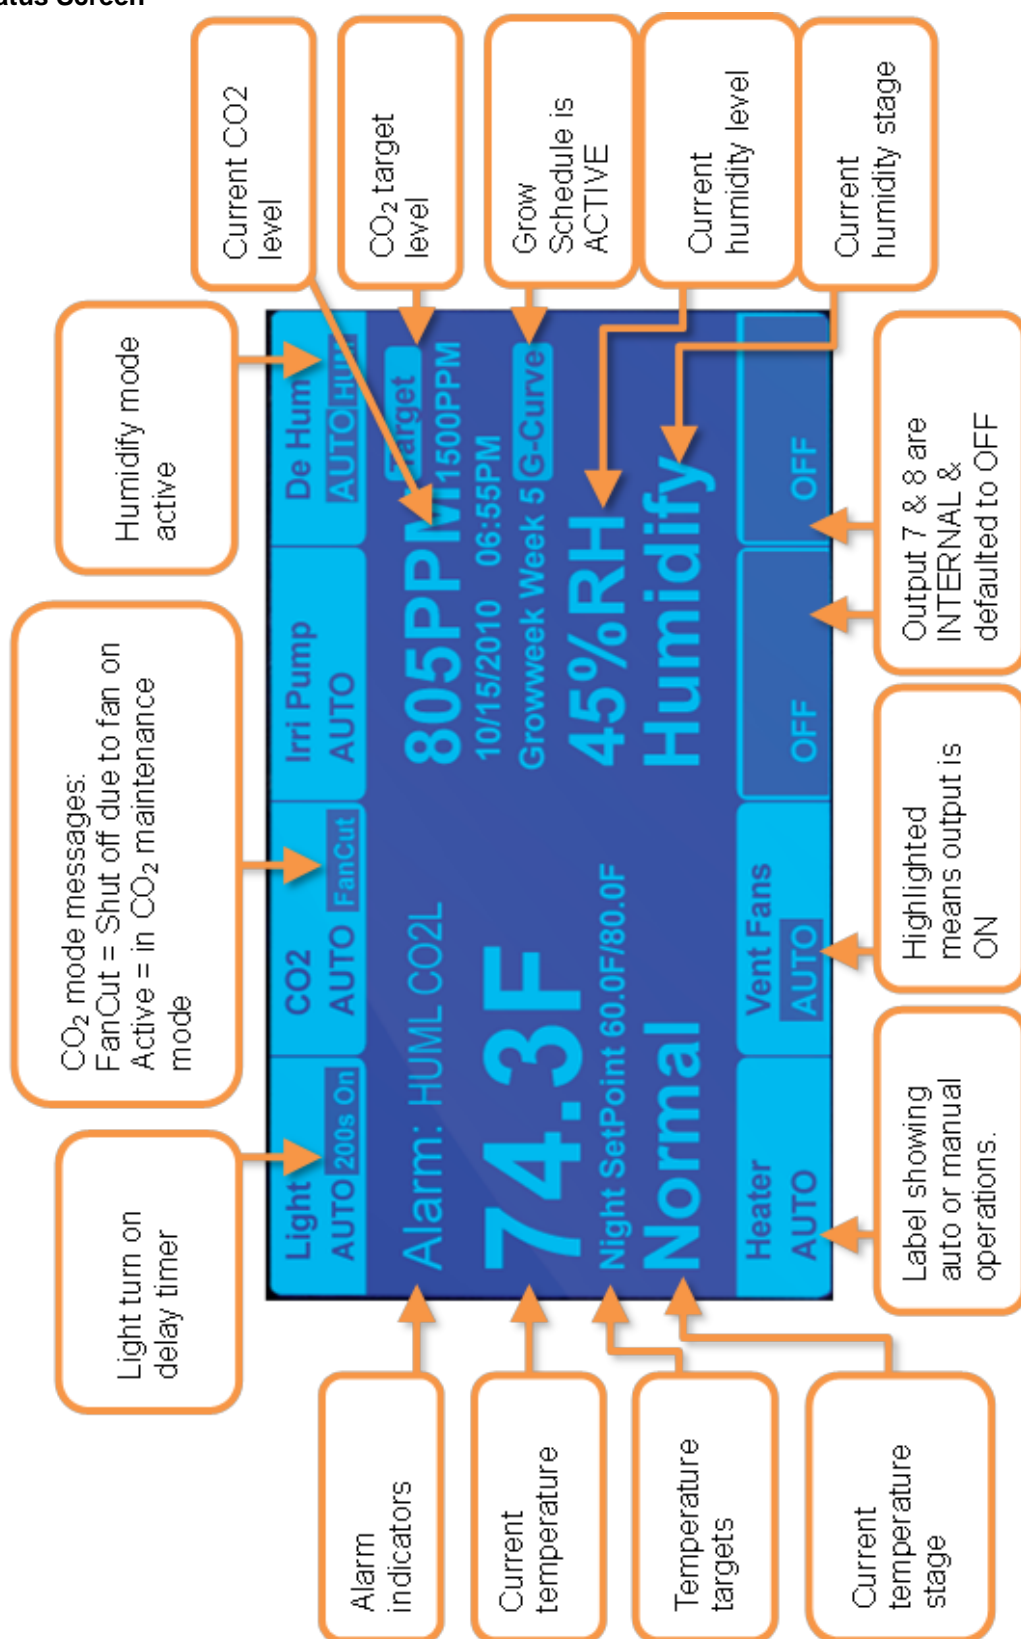 atus Screen
Light turn on
delay timer
CO₂ mode messages:
FanCut = Shut off due to fan on
Active = in CO₂ maintenance
mode
Humidify mode
active
Current CO2
level
CO₂ target
level
Grow
Schedule is
ACTIVE
Current
humidity level
Current
humidity stage
Alarm
indicators
Current
temperature
Temperature
targets
Current
temperature
stage
Light
AUTO 200s On
CO2
AUTO FanCut
Irri Pump
AUTO
De Hum
AUTO HUM
Alarm: HUML CO2L
74.3F
Night SetPoint 60.0F/80.0F
Normal
805PPM
Target
1500PPM
10/15/2010 06:55PM
Growweek Week 5 G-Curve
45%RH
Humidify
Heater
AUTO
Vent Fans
AUTO
OFF
OFF
Label showing
auto or manual
operations.
Highlighted
means output is
ON
Output 7 & 8 are
INTERNAL &
defaulted to OFF